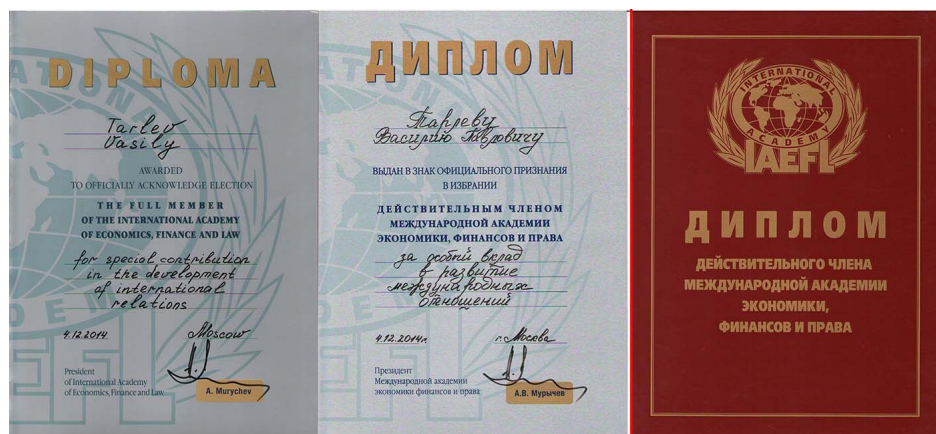 DIPLOMA
Tarlev
Vasily
AWARDED
TO OFFICIALLY ACKNOWLEDGE ELECTION
THE FULL MEMBER
OF THE INTERNATIONAL ACADEMY
OF ECONOMICS, FINANCE AND LAW
for special contribution
in the development
of international
relations
4.12.2014 Moscow
President
of International Academy
of Economics, Finance and Law
A. Murychev
ДИПЛОМ
Тарлеву
Василию Павловичу
ВЫДАН В ЗНАК ОФИЦИАЛЬНОГО ПРИЗНАНИЯ
В ИЗБРАНИИ
ДЕЙСТВИТЕЛЬНЫМ ЧЛЕНОМ
МЕЖДУНАРОДНОЙ АКАДЕМИИ
ЭКОНОМИКИ, ФИНАНСОВ И ПРАВА
за особый вклад
в развитие
международных
отношений
4.12.2014г. г. Москва
Президент
Международной академии
экономики финансов и права
А.В. Мурычев
INTERNATIONAL
ACADEMY
IAEFL
ДИПЛОМ
ДЕЙСТВИТЕЛЬНОГО ЧЛЕНА
МЕЖДУНАРОДНОЙ АКАДЕМИИ
ЭКОНОМИКИ,
ФИНАНСОВ И ПРАВА